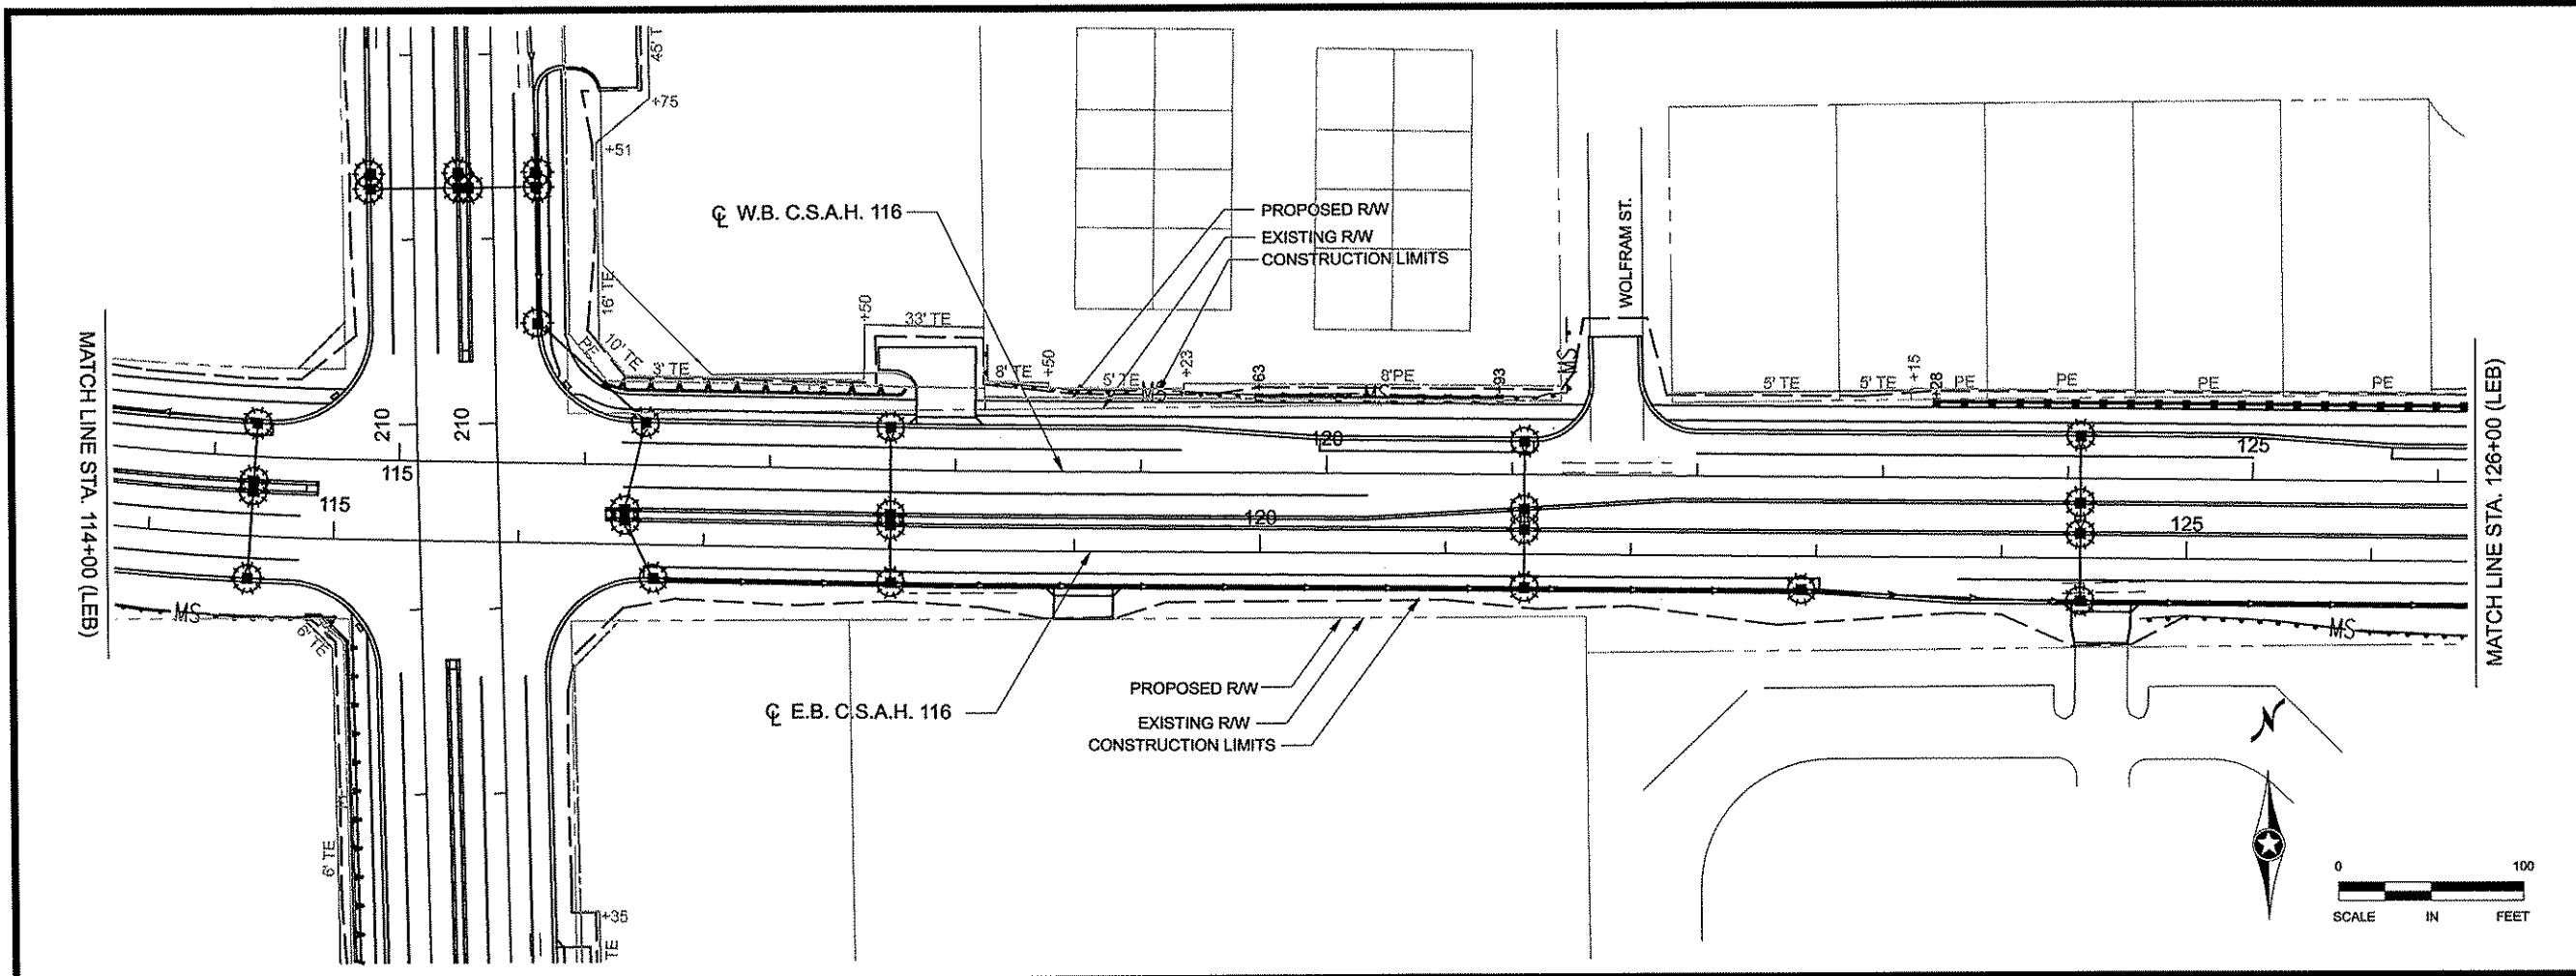 45' T
+75
+51
℄ W.B. C.S.A.H. 116
PROPOSED R/W
EXISTING R/W
CONSTRUCTION LIMITS
WOLFRAM ST.
16' TE
10' TE
PE
3' TE
+50
33' TE
8' TE
+50
5' TE
MS
+23
+63
8'PE
+93
MS
5' TE
5' TE
+15
+28
PE
PE
PE
PE
MATCH LINE STA. 114+00 (LEB)
MATCH LINE STA. 126+00 (LEB)
210
210
115
115
120
120
125
125
MS
6' TE
MS
PROPOSED R/W
EXISTING R/W
CONSTRUCTION LIMITS
℄ E.B. C.S.A.H. 116
6' TE
+35
TE
N
0 100
SCALE IN FEET